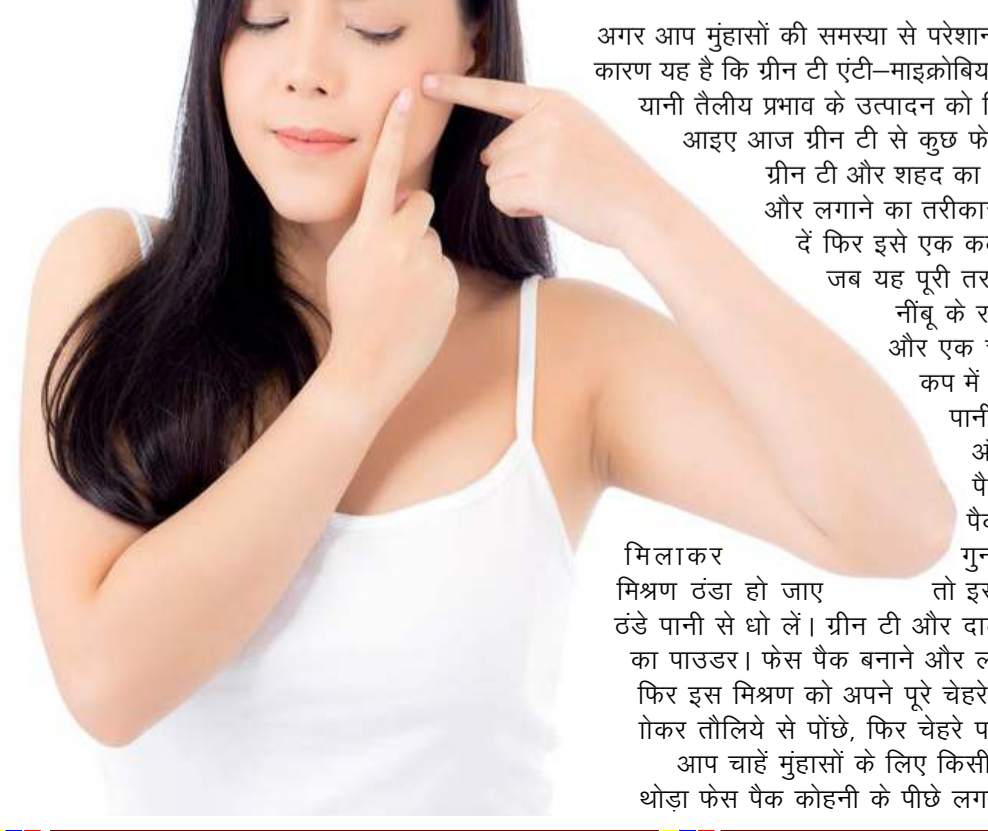 अगर आप मुंहासों की समस्या से परेशान
कारण यह है कि ग्रीन टी एंटी–माइक्रोबिय
यानी तैलीय प्रभाव के उत्पादन को
आइए आज ग्रीन टी से कुछ फे
ग्रीन टी और शहद का
और लगाने का तरीका
दें फिर इसे एक क
जब यह पूरी तर
नींबू के र
और एक
कप में
पानी
पै
पै
मिलाकर गुन
मिश्रण ठंडा हो जाए तो इस
ठंडे पानी से धो लें। ग्रीन टी और दा
का पाउडर। फेस पैक बनाने और ल
फिर इस मिश्रण को अपने पूरे चेहरे
ोकर तौलिये से पोंछे, फिर चेहरे प
आप चाहें मुंहासों के लिए किसी
थोड़ा फेस पैक कोहनी के पीछे लगा